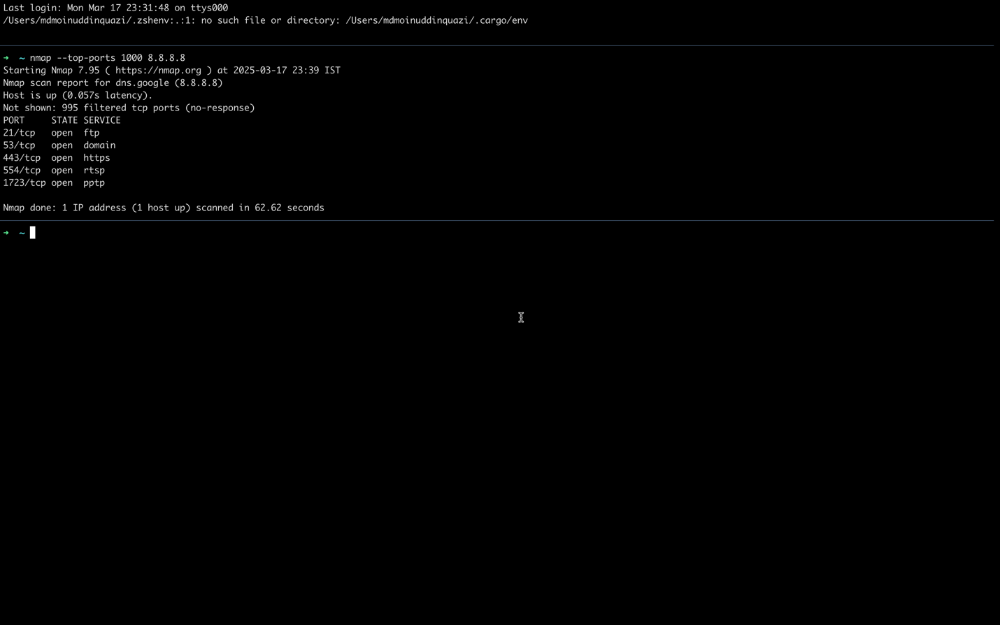 Last login: Mon Mar 17 23:31:48 on ttys000
/Users/mdmoinuddinquazi/.zshenv:.:1: no such file or directory: /Users/mdmoinuddinquazi/.cargo/env
➜  ~ nmap --top-ports 1000 8.8.8.8
Starting Nmap 7.95 ( https://nmap.org ) at 2025-03-17 23:39 IST
Nmap scan report for dns.google (8.8.8.8)
Host is up (0.057s latency).
Not shown: 995 filtered tcp ports (no-response)
PORT     STATE SERVICE
21/tcp   open  ftp
53/tcp   open  domain
443/tcp  open  https
554/tcp  open  rtsp
1723/tcp open  pptp
Nmap done: 1 IP address (1 host up) scanned in 62.62 seconds
➜  ~